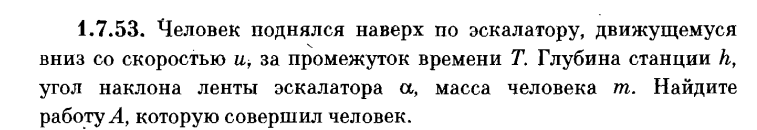 1.7.53. Человек поднялся наверх по эскалатору, движущемуся
вниз со скоростью u, за промежуток времени T. Глубина станции h,
угол наклона ленты эскалатора α, масса человека m. Найдите
работу A, которую совершил человек.